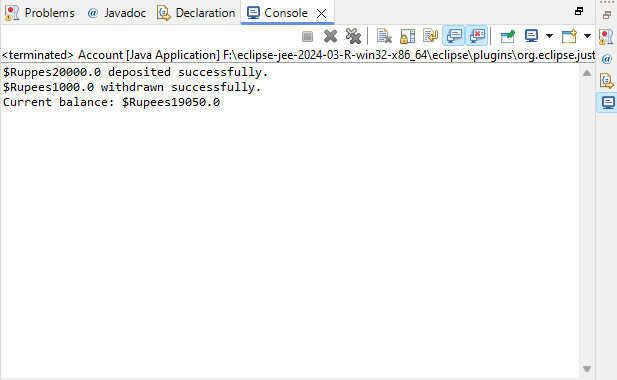 Problems @ Javadoc Declaration Console
<terminated> Account [Java Application] F:\eclipse-jee-2024-03-R-win32-x86_64\eclipse\plugins\org.eclipse.just
$Ruppes20000.0 deposited successfully.
$Rupees1000.0 withdrawn successfully.
Current balance: $Rupees19050.0